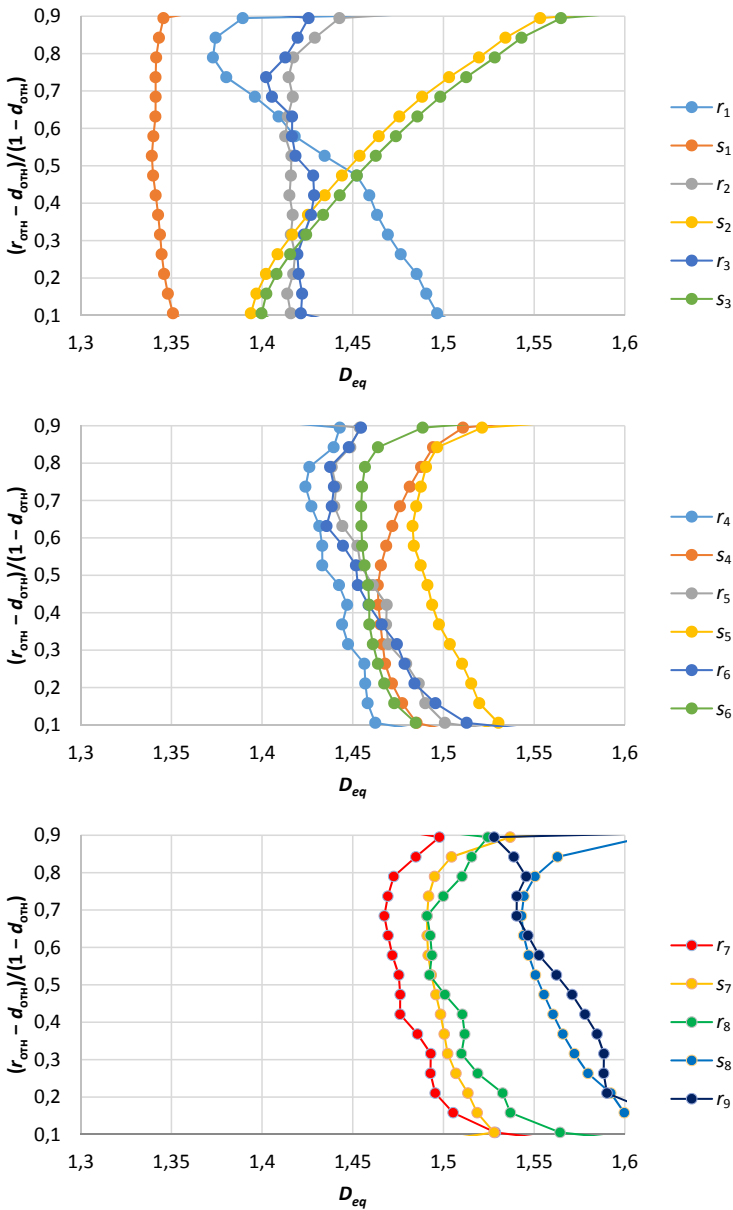 0,9
0,8
0,7
0,6
0,5
0,4
0,3
0,2
0,1
(rотн – dотн)/(1 – dотн)
1,3 1,35 1,4 1,45 1,5 1,55 1,6
Deq
r1
s1
r2
s2
r3
s3
0,9
0,8
0,7
0,6
0,5
0,4
0,3
0,2
0,1
(rотн – dотн)/(1 – dотн)
1,3 1,35 1,4 1,45 1,5 1,55 1,6
Deq
r4
s4
r5
s5
r6
s6
0,9
0,8
0,7
0,6
0,5
0,4
0,3
0,2
0,1
(rотн – dотн)/(1 – dотн)
1,3 1,35 1,4 1,45 1,5 1,55 1,6
Deq
r7
s7
r8
s8
r9